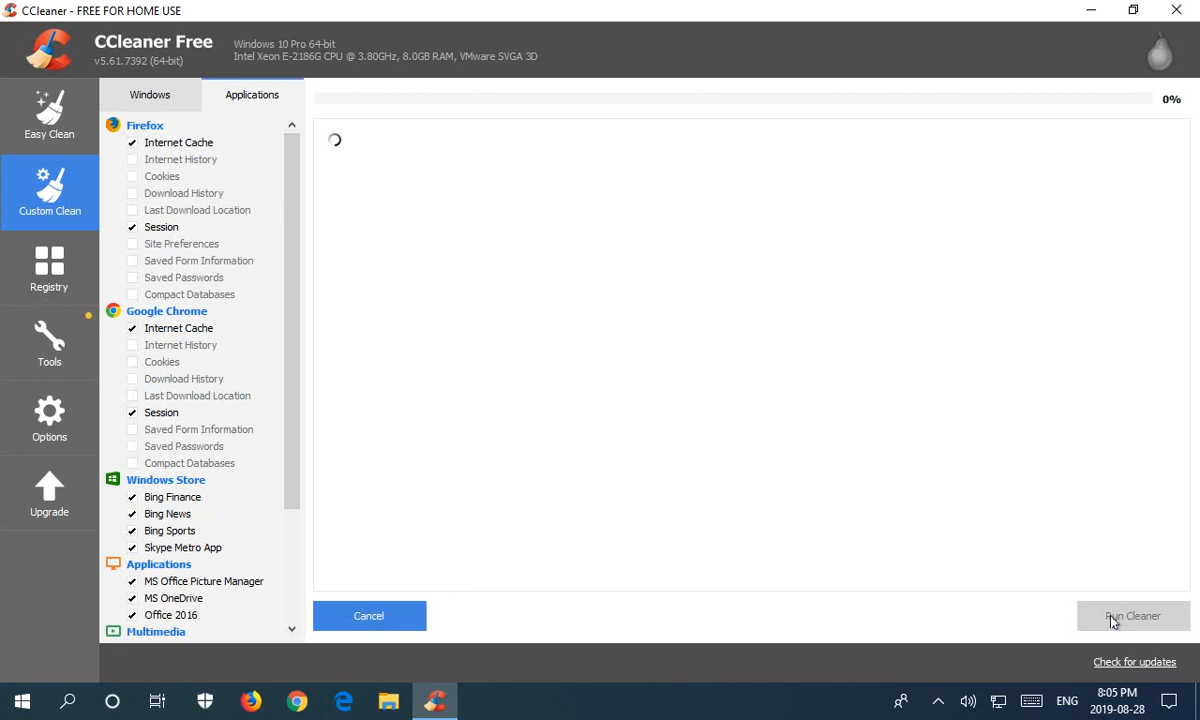 CCleaner - FREE FOR HOME USE
CCleaner Free
v5.61.7392 (64-bit)
Windows 10 Pro 64-bit
Intel Xeon E-2186G CPU @ 3.80GHz, 8.0GB RAM, VMware SVGA 3D
Easy Clean
Custom Clean
Registry
Tools
Options
Upgrade
Windows
Applications
Firefox
Internet Cache
Internet History
Cookies
Download History
Last Download Location
Session
Site Preferences
Saved Form Information
Saved Passwords
Compact Databases
Google Chrome
Internet Cache
Internet History
Cookies
Download History
Last Download Location
Session
Saved Form Information
Saved Passwords
Compact Databases
Windows Store
Bing Finance
Bing News
Bing Sports
Skype Metro App
Applications
MS Office Picture Manager
MS OneDrive
Office 2016
Multimedia
0%
Cancel
Run Cleaner
Check for updates
ENG
8:05 PM
2019-08-28